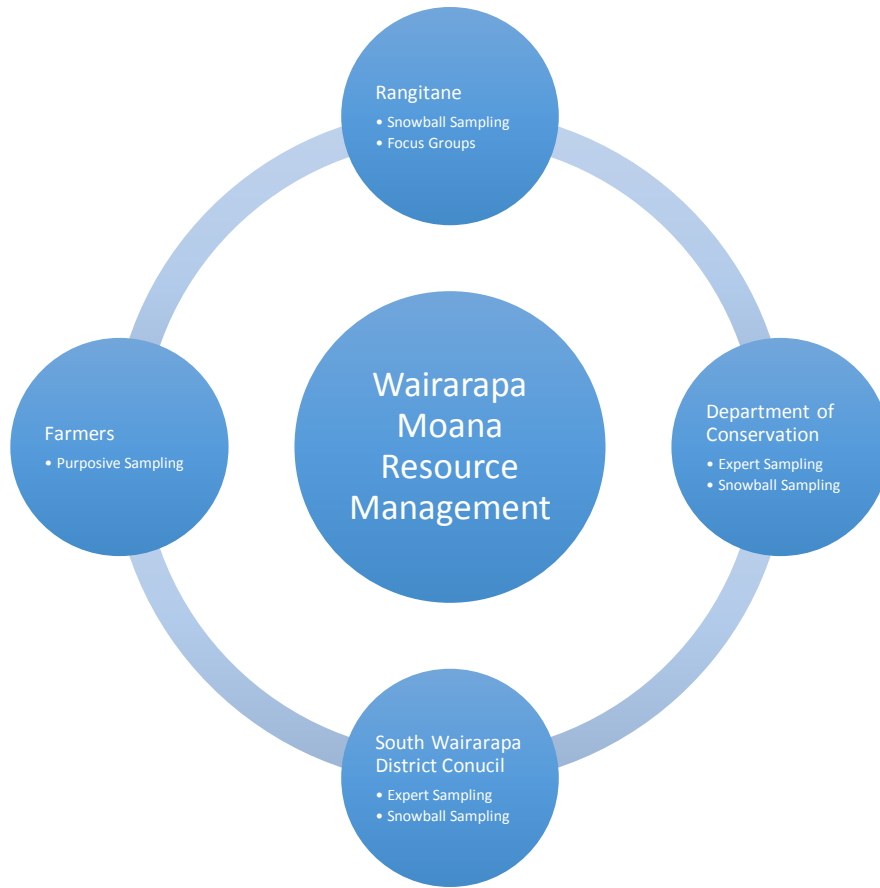 Rangitane
• Snowball Sampling
• Focus Groups
Farmers
• Purposive Sampling
Wairarapa
Moana
Resource
Management
Department of
Conservation
• Expert Sampling
• Snowball Sampling
South Wairarapa
District Conucil
• Expert Sampling
• Snowball Sampling